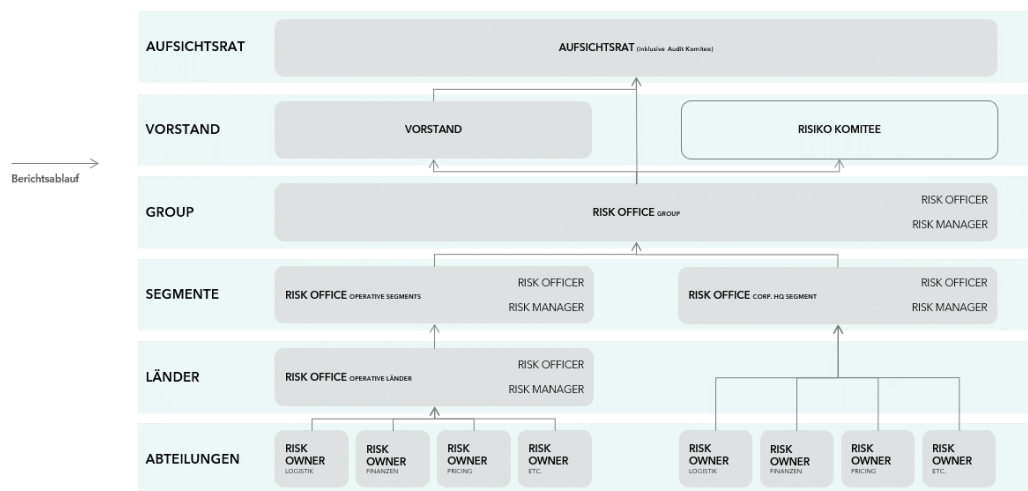 AUFSICHTSRAT
AUFSICHTSRAT (inklusive Audit Komitee)
VORSTAND
VORSTAND
RISIKO KOMITEE
Berichtsablauf
GROUP
RISK OFFICE GROUP
RISK OFFICER
RISK MANAGER
SEGMENTE
RISK OFFICE OPERATIVE SEGMENTS
RISK OFFICER
RISK MANAGER
RISK OFFICE CORP. HQ SEGMENT
RISK OFFICER
RISK MANAGER
LÄNDER
RISK OFFICE OPERATIVE LÄNDER
RISK OFFICER
RISK MANAGER
ABTEILUNGEN
RISK
OWNER
LOGISTIK
RISK
OWNER
FINANZEN
RISK
OWNER
PRICING
RISK
OWNER
ETC.
RISK
OWNER
LOGISTIK
RISK
OWNER
FINANZEN
RISK
OWNER
PRICING
RISK
OWNER
ETC.